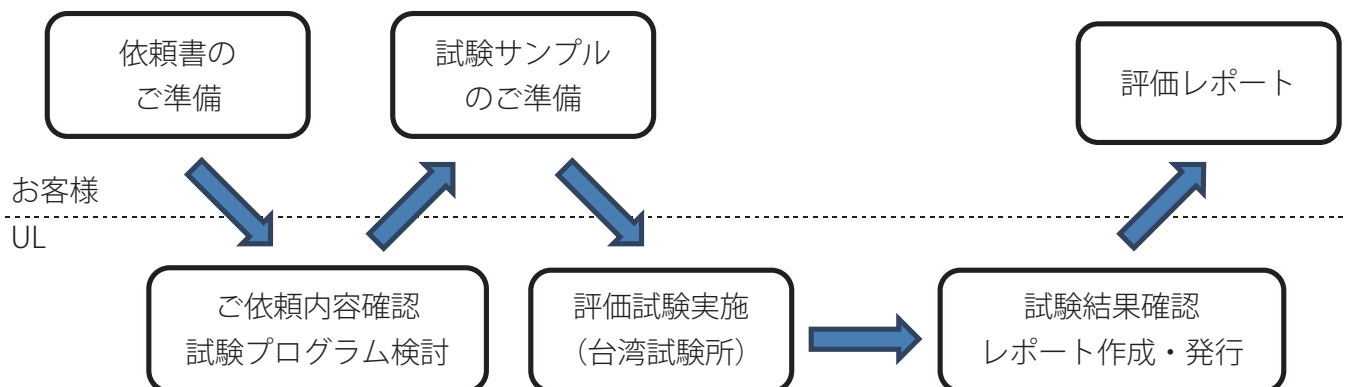 依頼書の
ご準備
試験サンプル
のご準備
評価レポート
お客様
UL
ご依頼内容確認
試験プログラム検討
評価試験実施
（台湾試験所）
試験結果確認
レポート作成・発行